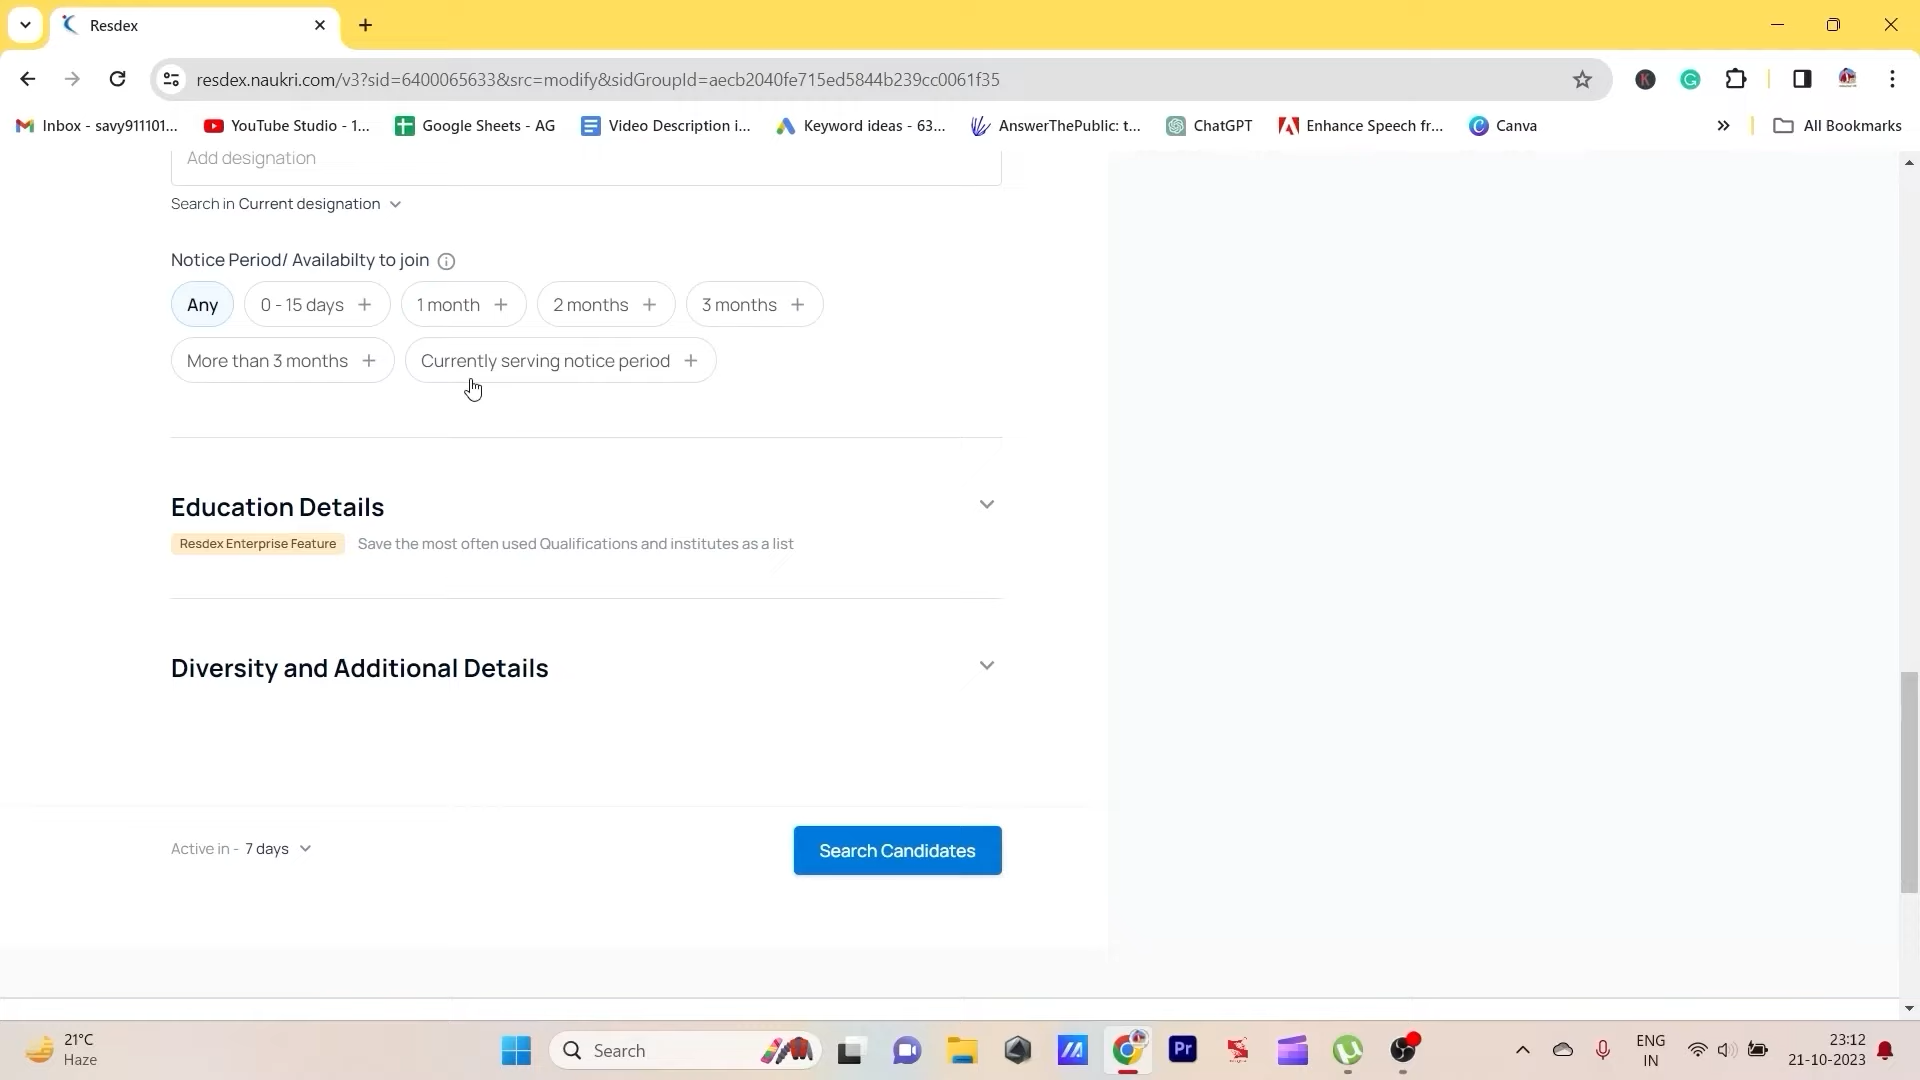 Resdex
resdex.naukri.com/v3?sid=6400065633&src=modify&sidGroupId=aecb2040fe715ed5844b239cc0061f35
Inbox - savy911101... YouTube Studio - 1... Google Sheets - AG Video Description i... Keyword ideas - 63... AnswerThePublic: t... ChatGPT Enhance Speech fr... Canva » All Bookmarks
Add designation
Search in Current designation
Notice Period/ Availabilty to join
Any 0 - 15 days + 1 month + 2 months + 3 months +
More than 3 months + Currently serving notice period +
Education Details
Resdex Enterprise Feature Save the most often used Qualifications and institutes as a list
Diversity and Additional Details
Active in - 7 days Search Candidates
21°C
Haze
Search
Pr
ENG
IN
23:12
21-10-2023